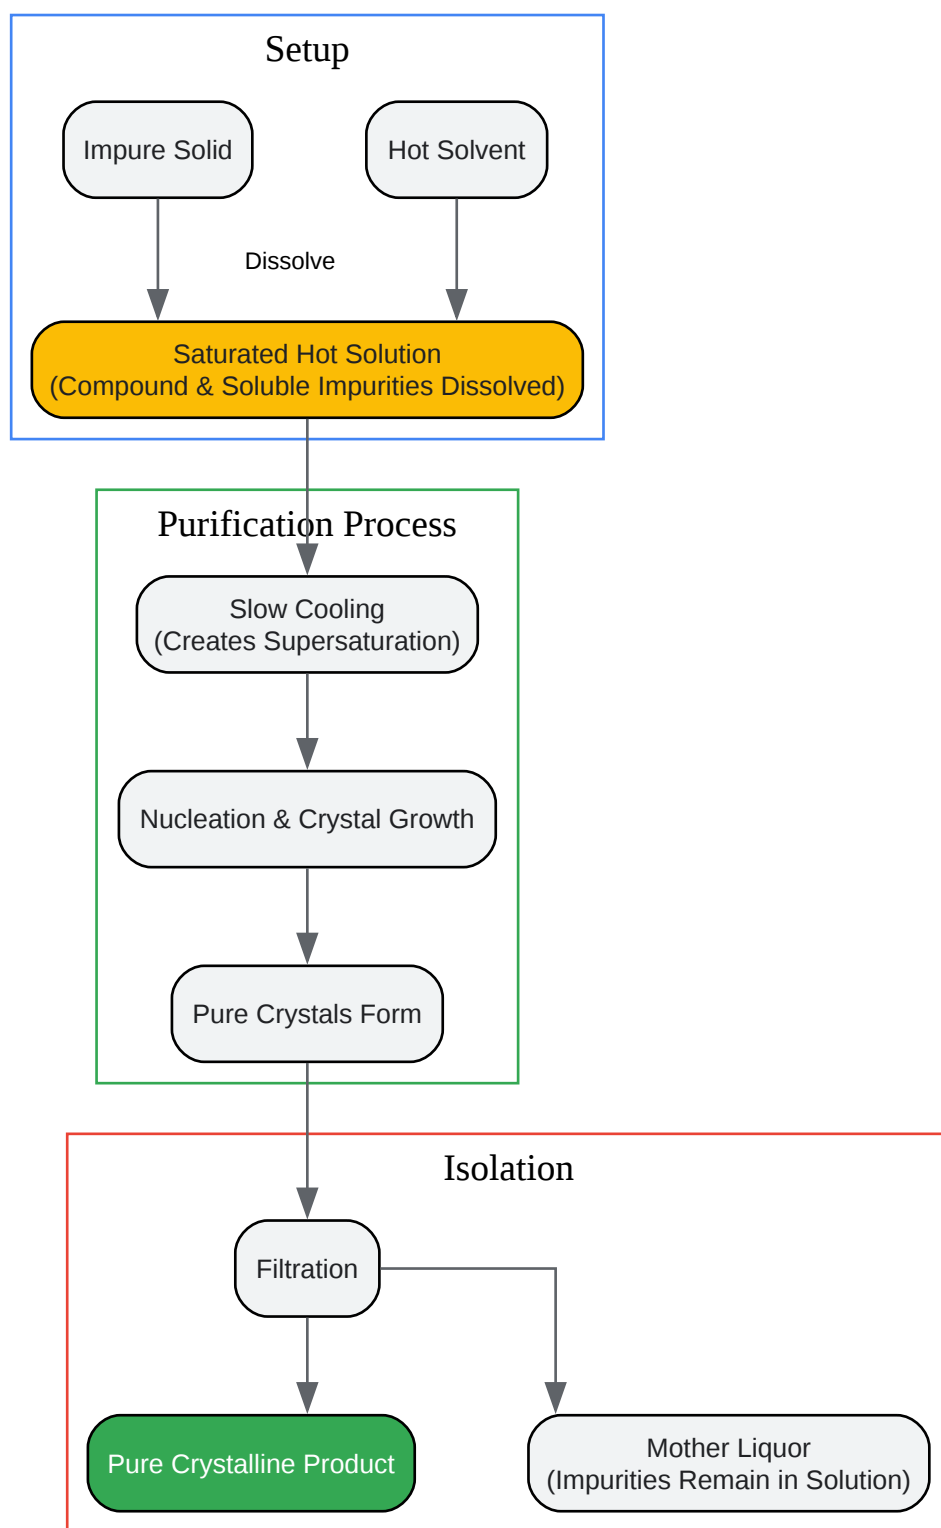 Setup
Impure Solid
Hot Solvent
Dissolve
Saturated Hot Solution
(Compound & Soluble Impurities Dissolved)
Purification Process
Slow Cooling
(Creates Supersaturation)
Nucleation & Crystal Growth
Pure Crystals Form
Isolation
Filtration
Pure Crystalline Product
Mother Liquor
(Impurities Remain in Solution)